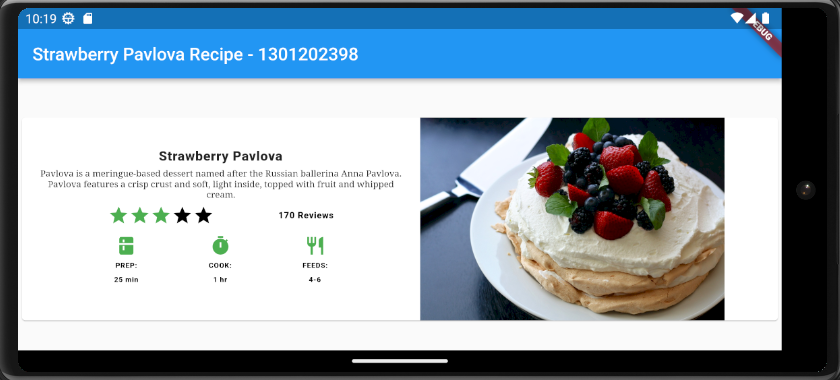 10:19
DEBUG
Strawberry Pavlova Recipe - 1301202398
Strawberry Pavlova
Pavlova is a meringue-based dessert named after the Russian ballerina Anna Pavlova.
Pavlova features a crisp crust and soft, light inside, topped with fruit and whipped
cream.
170 Reviews
PREP: COOK: FEEDS:
25 min 1 hr 4-6